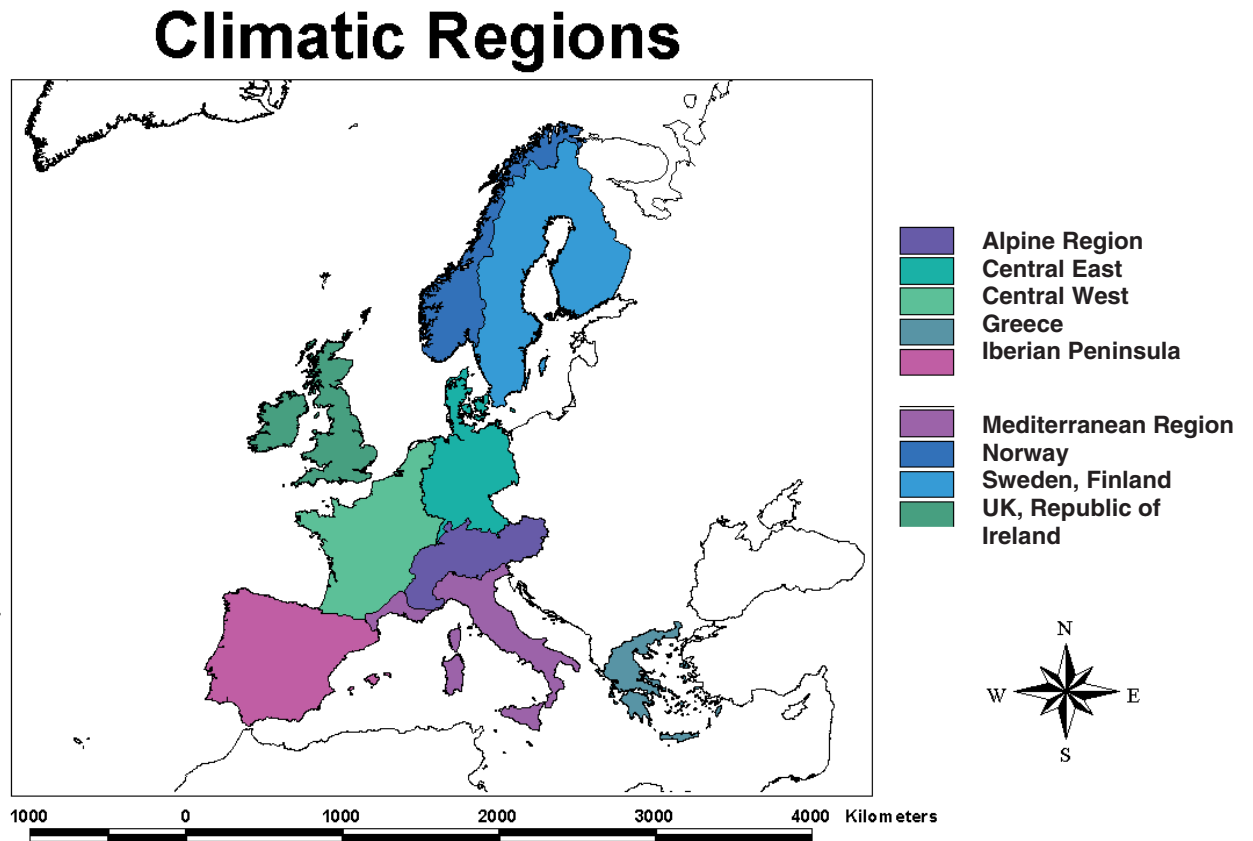 Climatic Regions
Alpine Region
Central East
Central West
Greece
Iberian Peninsula
Mediterranean Region
Norway
Sweden, Finland
UK, Republic of
Ireland
N
W E
S
1000 0 1000 2000 3000 4000 Kilometers